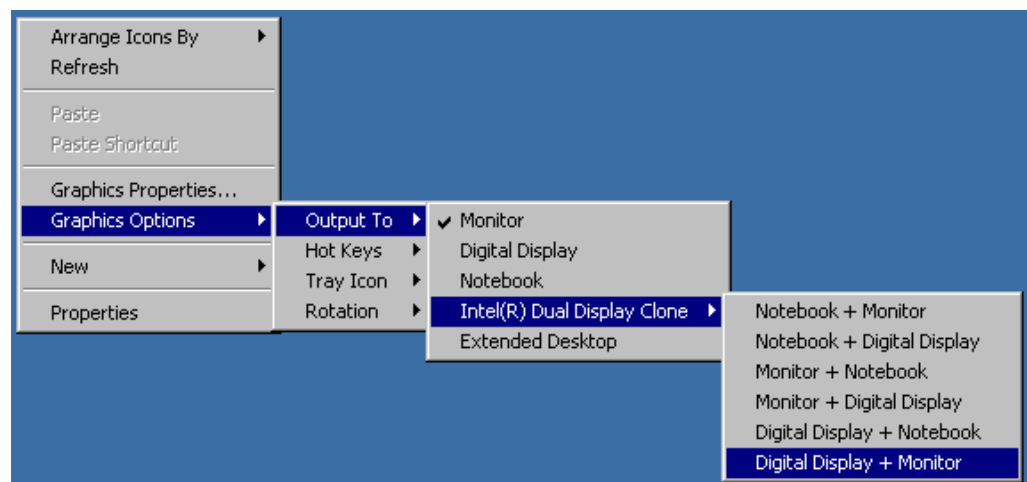 Arrange Icons By
Refresh
Paste
Paste Shortcut
Graphics Properties...
Graphics Options
New
Properties
Output To
Hot Keys
Tray Icon
Rotation
Monitor
Digital Display
Notebook
Intel(R) Dual Display Clone
Extended Desktop
Notebook + Monitor
Notebook + Digital Display
Monitor + Notebook
Monitor + Digital Display
Digital Display + Notebook
Digital Display + Monitor